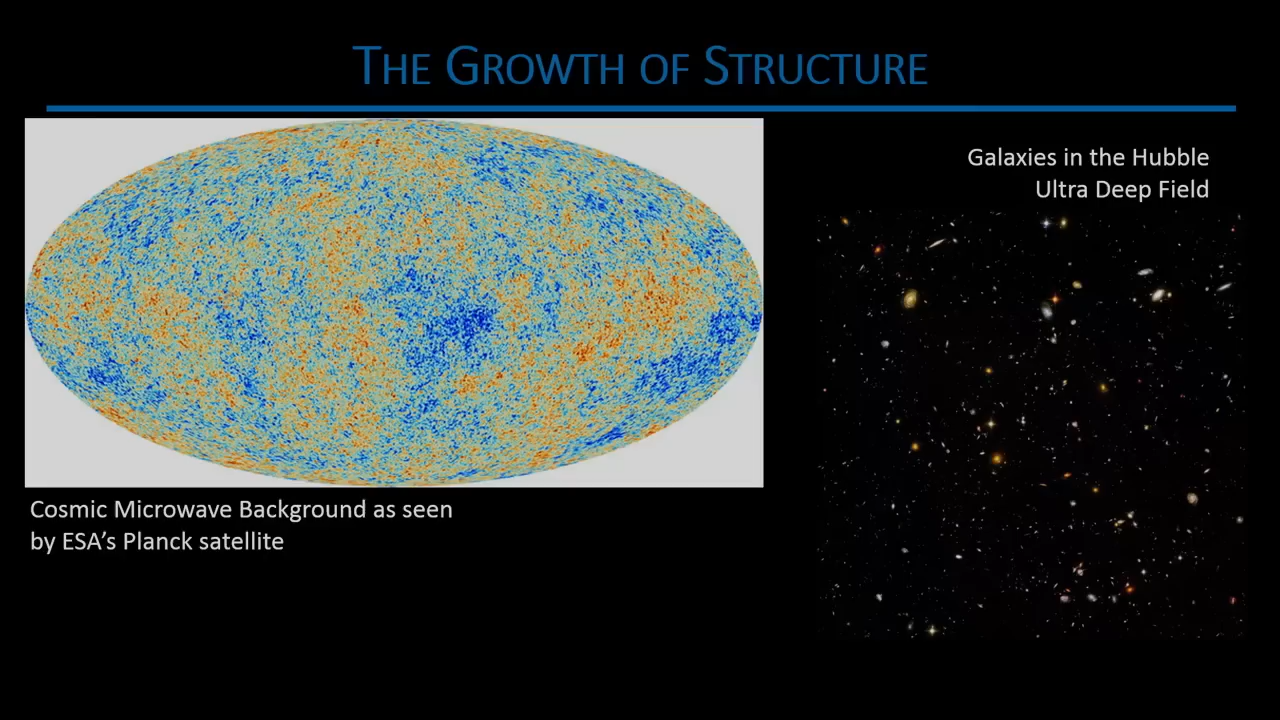 The Growth of Structure
Galaxies in the Hubble
Ultra Deep Field
Cosmic Microwave Background as seen
by ESA’s Planck satellite